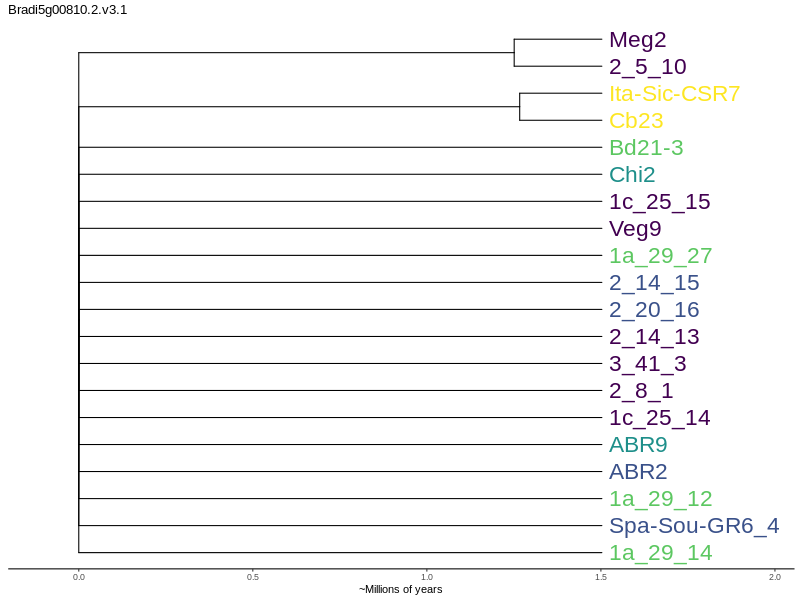 Bradi5g00810.2.v3.1
Meg2
2_5_10
Ita-Sic-CSR7
Cb23
Bd21-3
Chi2
1c_25_15
Veg9
1a_29_27
2_14_15
2_20_16
2_14_13
3_41_3
2_8_1
1c_25_14
ABR9
ABR2
1a_29_12
Spa-Sou-GR6_4
1a_29_14
0.0 0.5 1.0 1.5 2.0
~Millions of years